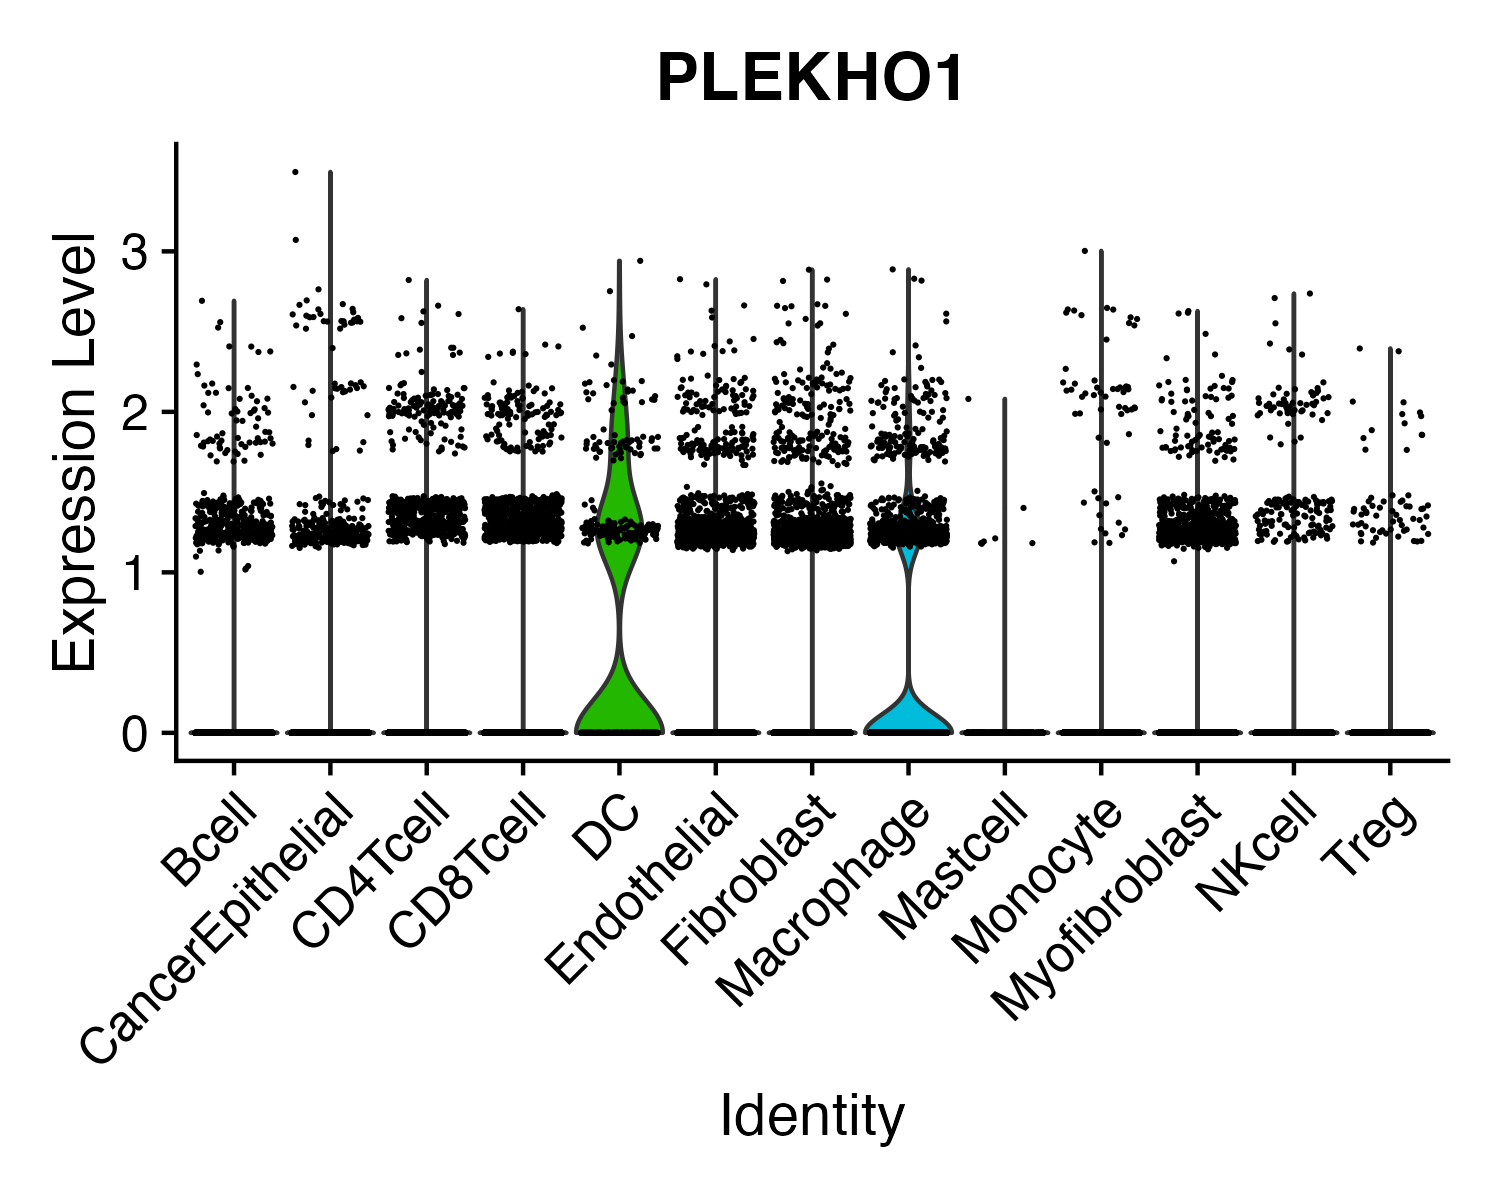 PLEKHO1
Expression Level
3
2
1
0
Bcell
CancerEpithelial
CD4Tcell
CD8Tcell
DC
Endothelial
Fibroblast
Macrophage
Mastcell
Monocyte
Myofibroblast
NKcell
Treg
Identity